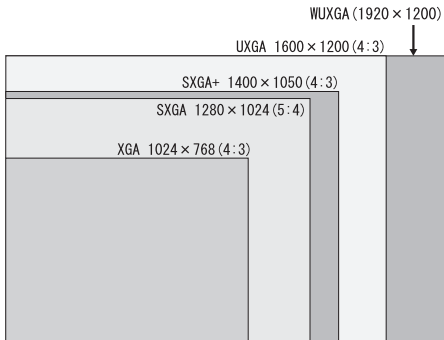 WUXGA(1920×1200)
UXGA 1600×1200(4:3)
SXGA+ 1400×1050(4:3)
SXGA 1280×1024(5:4)
XGA 1024×768(4:3)